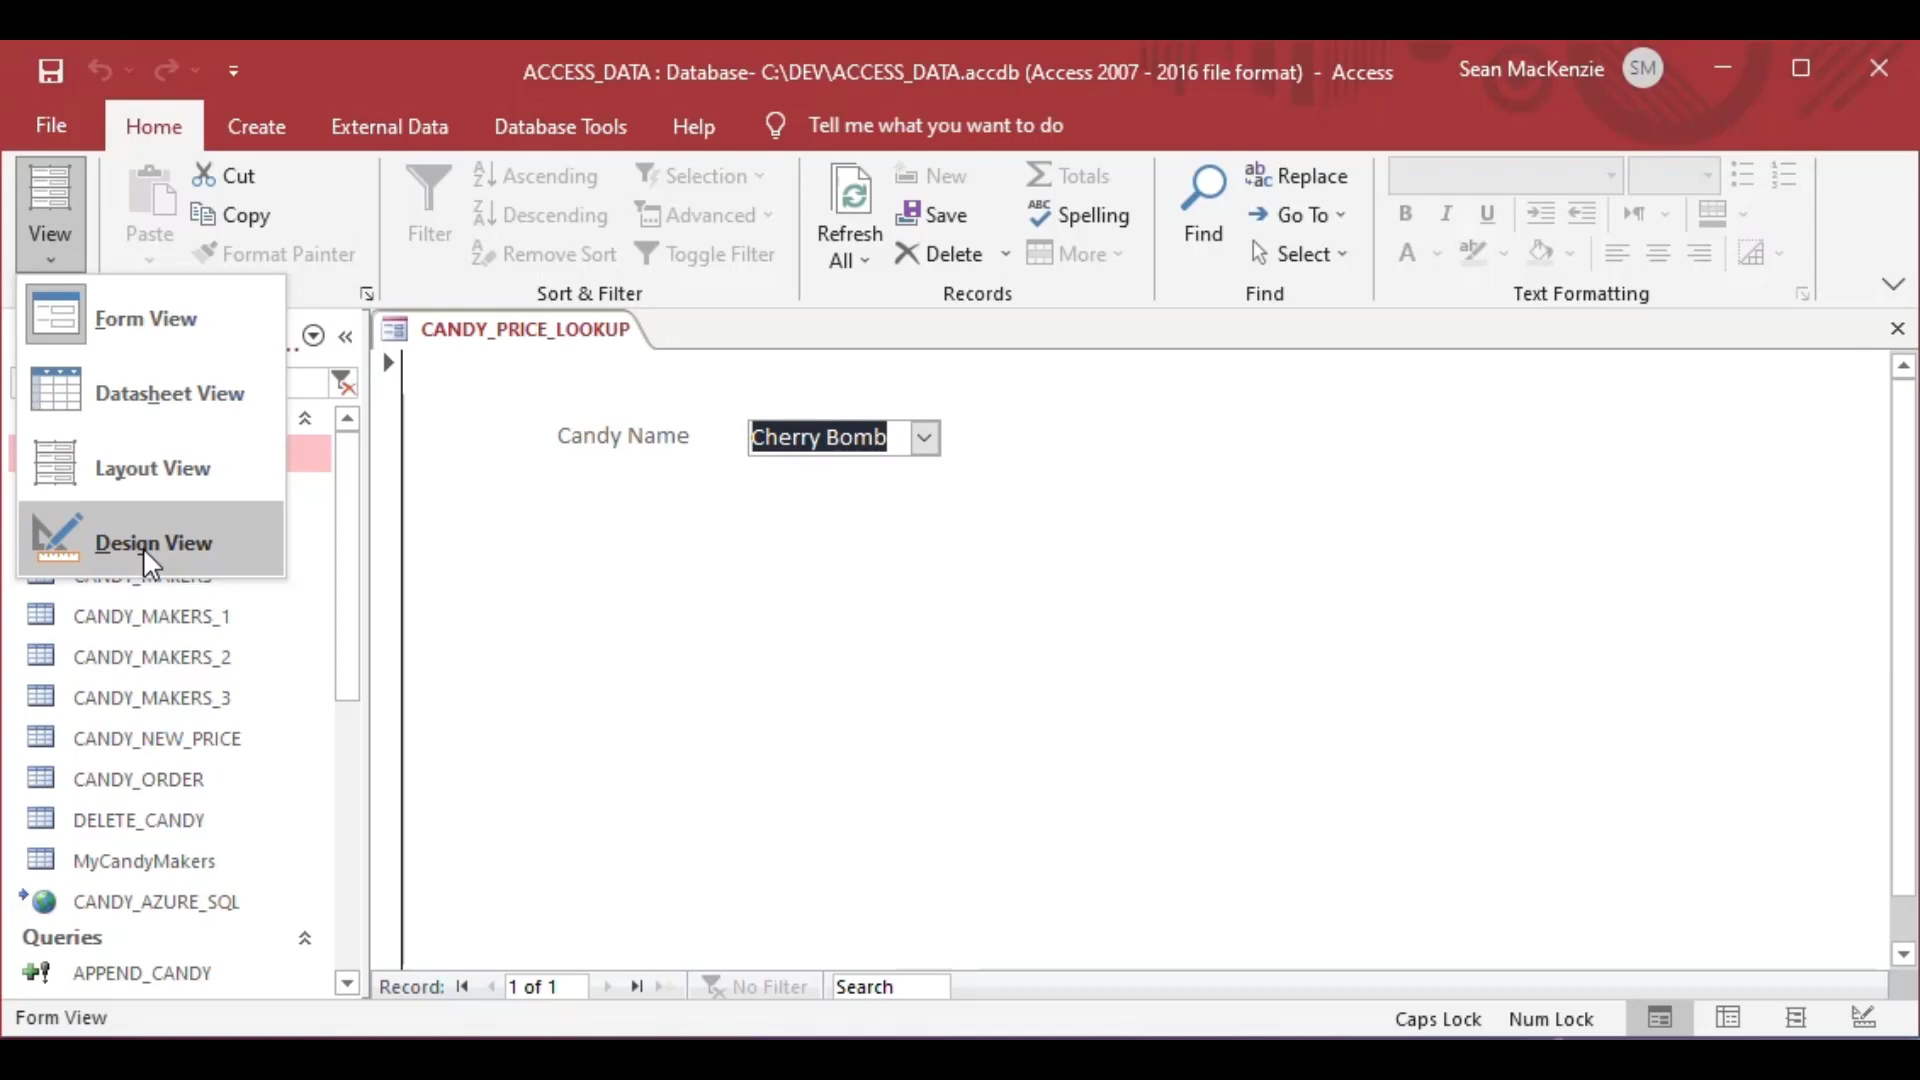 ACCESS_DATA : Database- C:\DEV\ACCESS_DATA.accdb (Access 2007 - 2016 file format) - Access
Sean MacKenzie
SM
File
Home
Create
External Data
Database Tools
Help
Tell me what you want to do
View
Paste
Cut
Copy
Format Painter
Filter
Ascending
Descending
Remove Sort
Selection
Advanced
Toggle Filter
Sort & Filter
Refresh
All
New
Save
Delete
Totals
Spelling
More
Records
Find
Replace
Go To
Select
Find
B I U
A
Text Formatting
Form View
Datasheet View
Layout View
Design View
CANDY_MAKERS_1
CANDY_MAKERS_2
CANDY_MAKERS_3
CANDY_NEW_PRICE
CANDY_ORDER
DELETE_CANDY
MyCandyMakers
CANDY_AZURE_SQL
Queries
APPEND_CANDY
CANDY_PRICE_LOOKUP
Candy Name
Cherry Bomb
Record:
1 of 1
No Filter
Search
Form View
Caps Lock
Num Lock